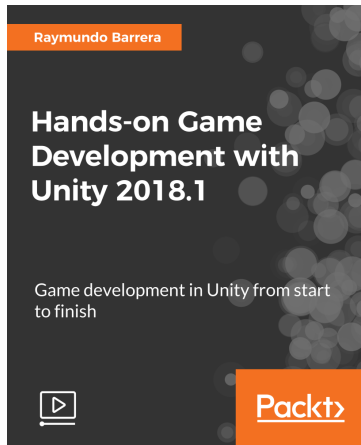 Raymundo Barrera
Hands-on Game
Development with
Unity 2018.1
Game development in Unity from start
to finish
Packt>